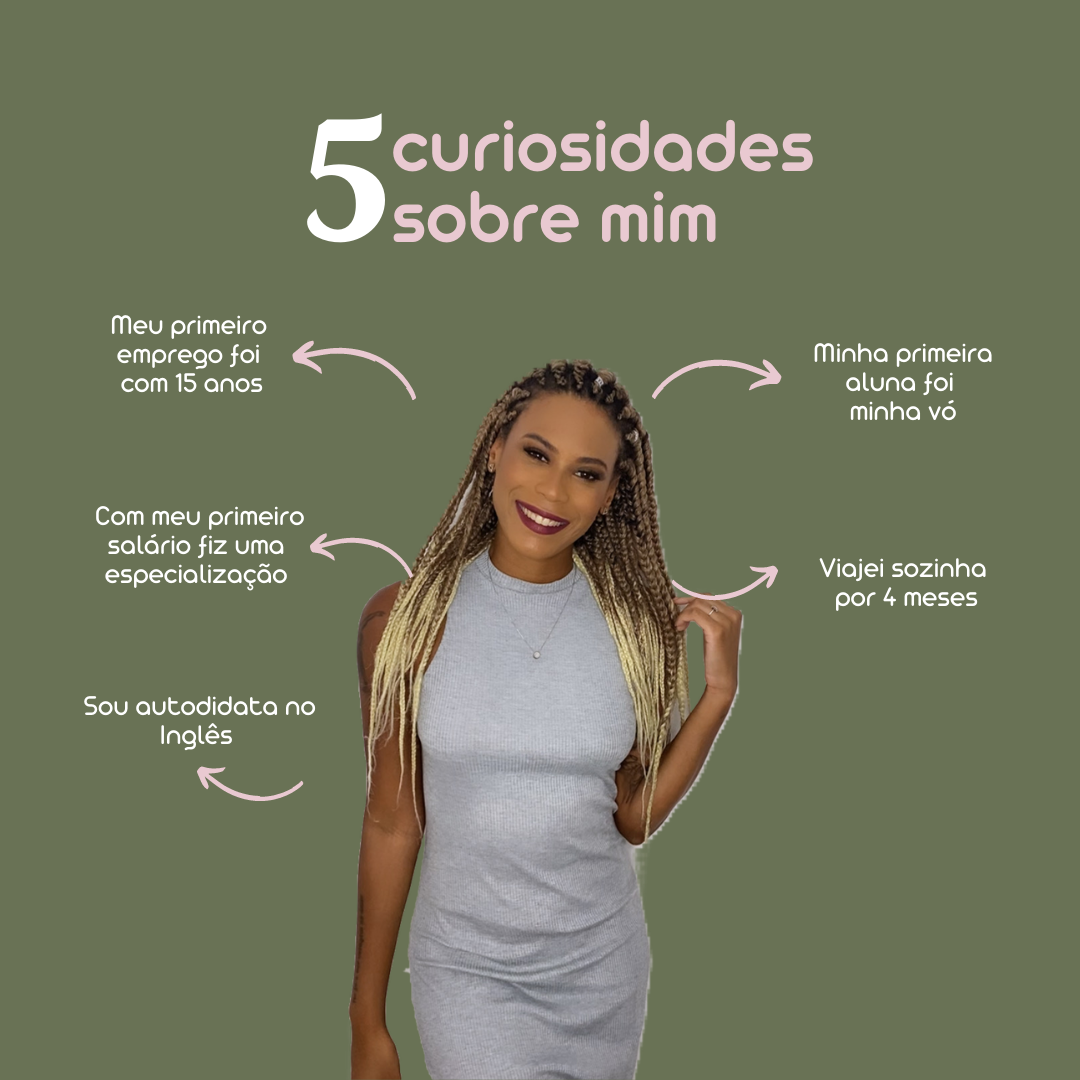 5 curiosidades
sobre mim
Meu primeiro
emprego foi
com 15 anos
Minha primeira
aluna foi
minha vó
Com meu primeiro
salário fiz uma
especialização
Viajei sozinha
por 4 meses
Sou autodidata no
Inglês